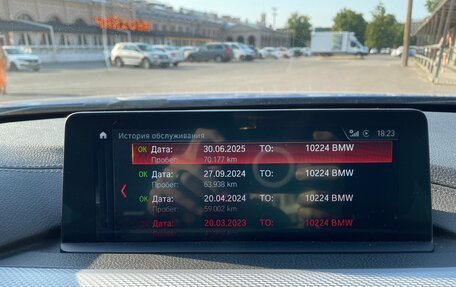 История обслуживания 18:23
OK Дата: 30.06.2025 ТО: 10224 BMW
Пробег: 70.177 km
OK Дата: 27.09.2024 ТО: 10224 BMW
Пробег: 63.938 km
OK Дата: 20.04.2024 ТО: 10224 BMW
Пробег: 59.002 km
OK Дата: 20.03.2023 ТО: 10224 BMW